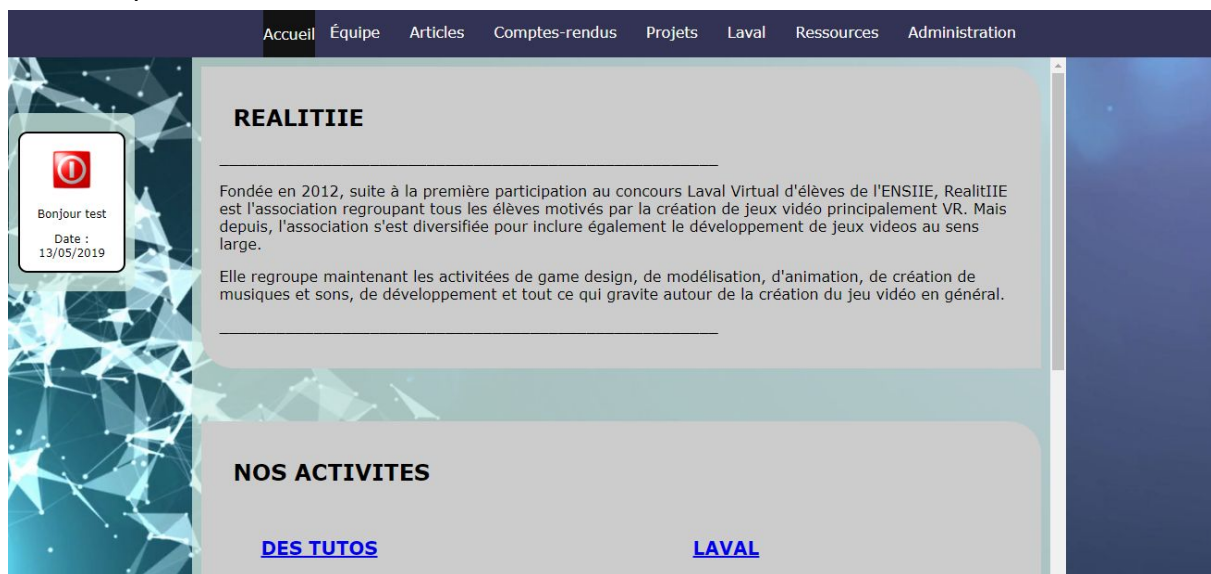 Accueil Équipe Articles Comptes-rendus Projets Laval Ressources Administration
Bonjour test
Date :
13/05/2019
REALITIIE
Fondée en 2012, suite à la première participation au concours Laval Virtual d'élèves de l'ENSIIE, RealitIIE
est l'association regroupant tous les élèves motivés par la création de jeux vidéo principalement VR. Mais
depuis, l'association s'est diversifiée pour inclure également le développement de jeux videos au sens
large.
Elle regroupe maintenant les activitées de game design, de modélisation, d'animation, de création de
musiques et sons, de développement et tout ce qui gravite autour de la création du jeu vidéo en général.
NOS ACTIVITES
DES TUTOS
LAVAL